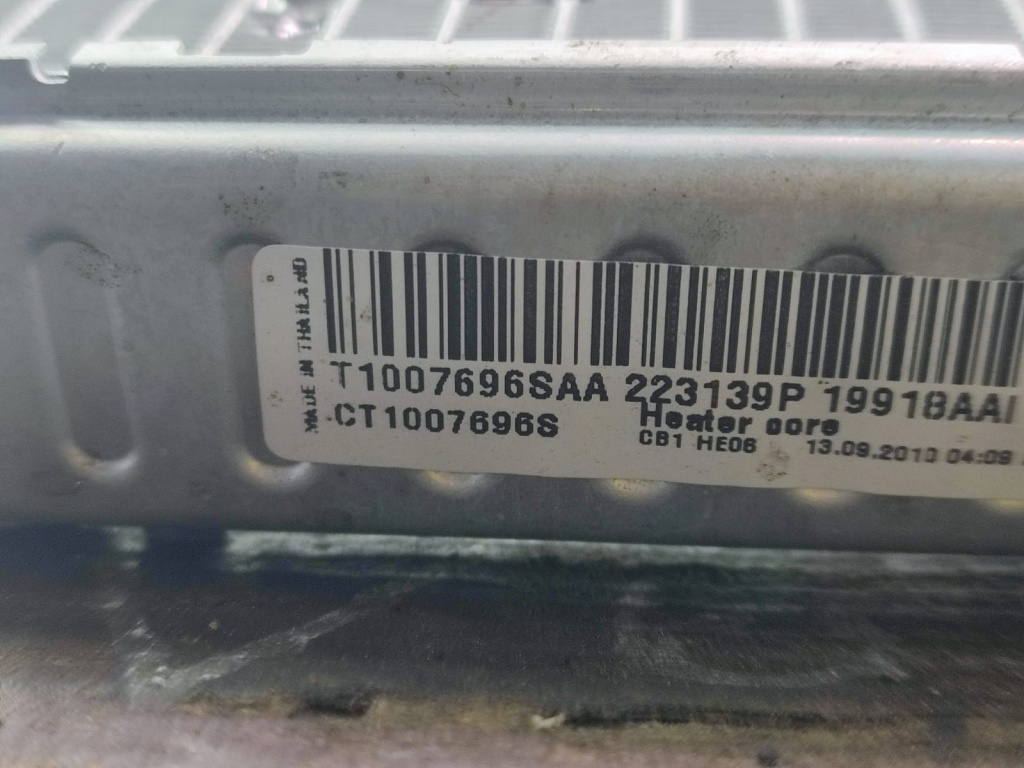 MADE IN THAILAND
T1007696SAA 223139P 19918AAI
CT1007696S Heater core
CB1 HE06 13.09.2010 04:09